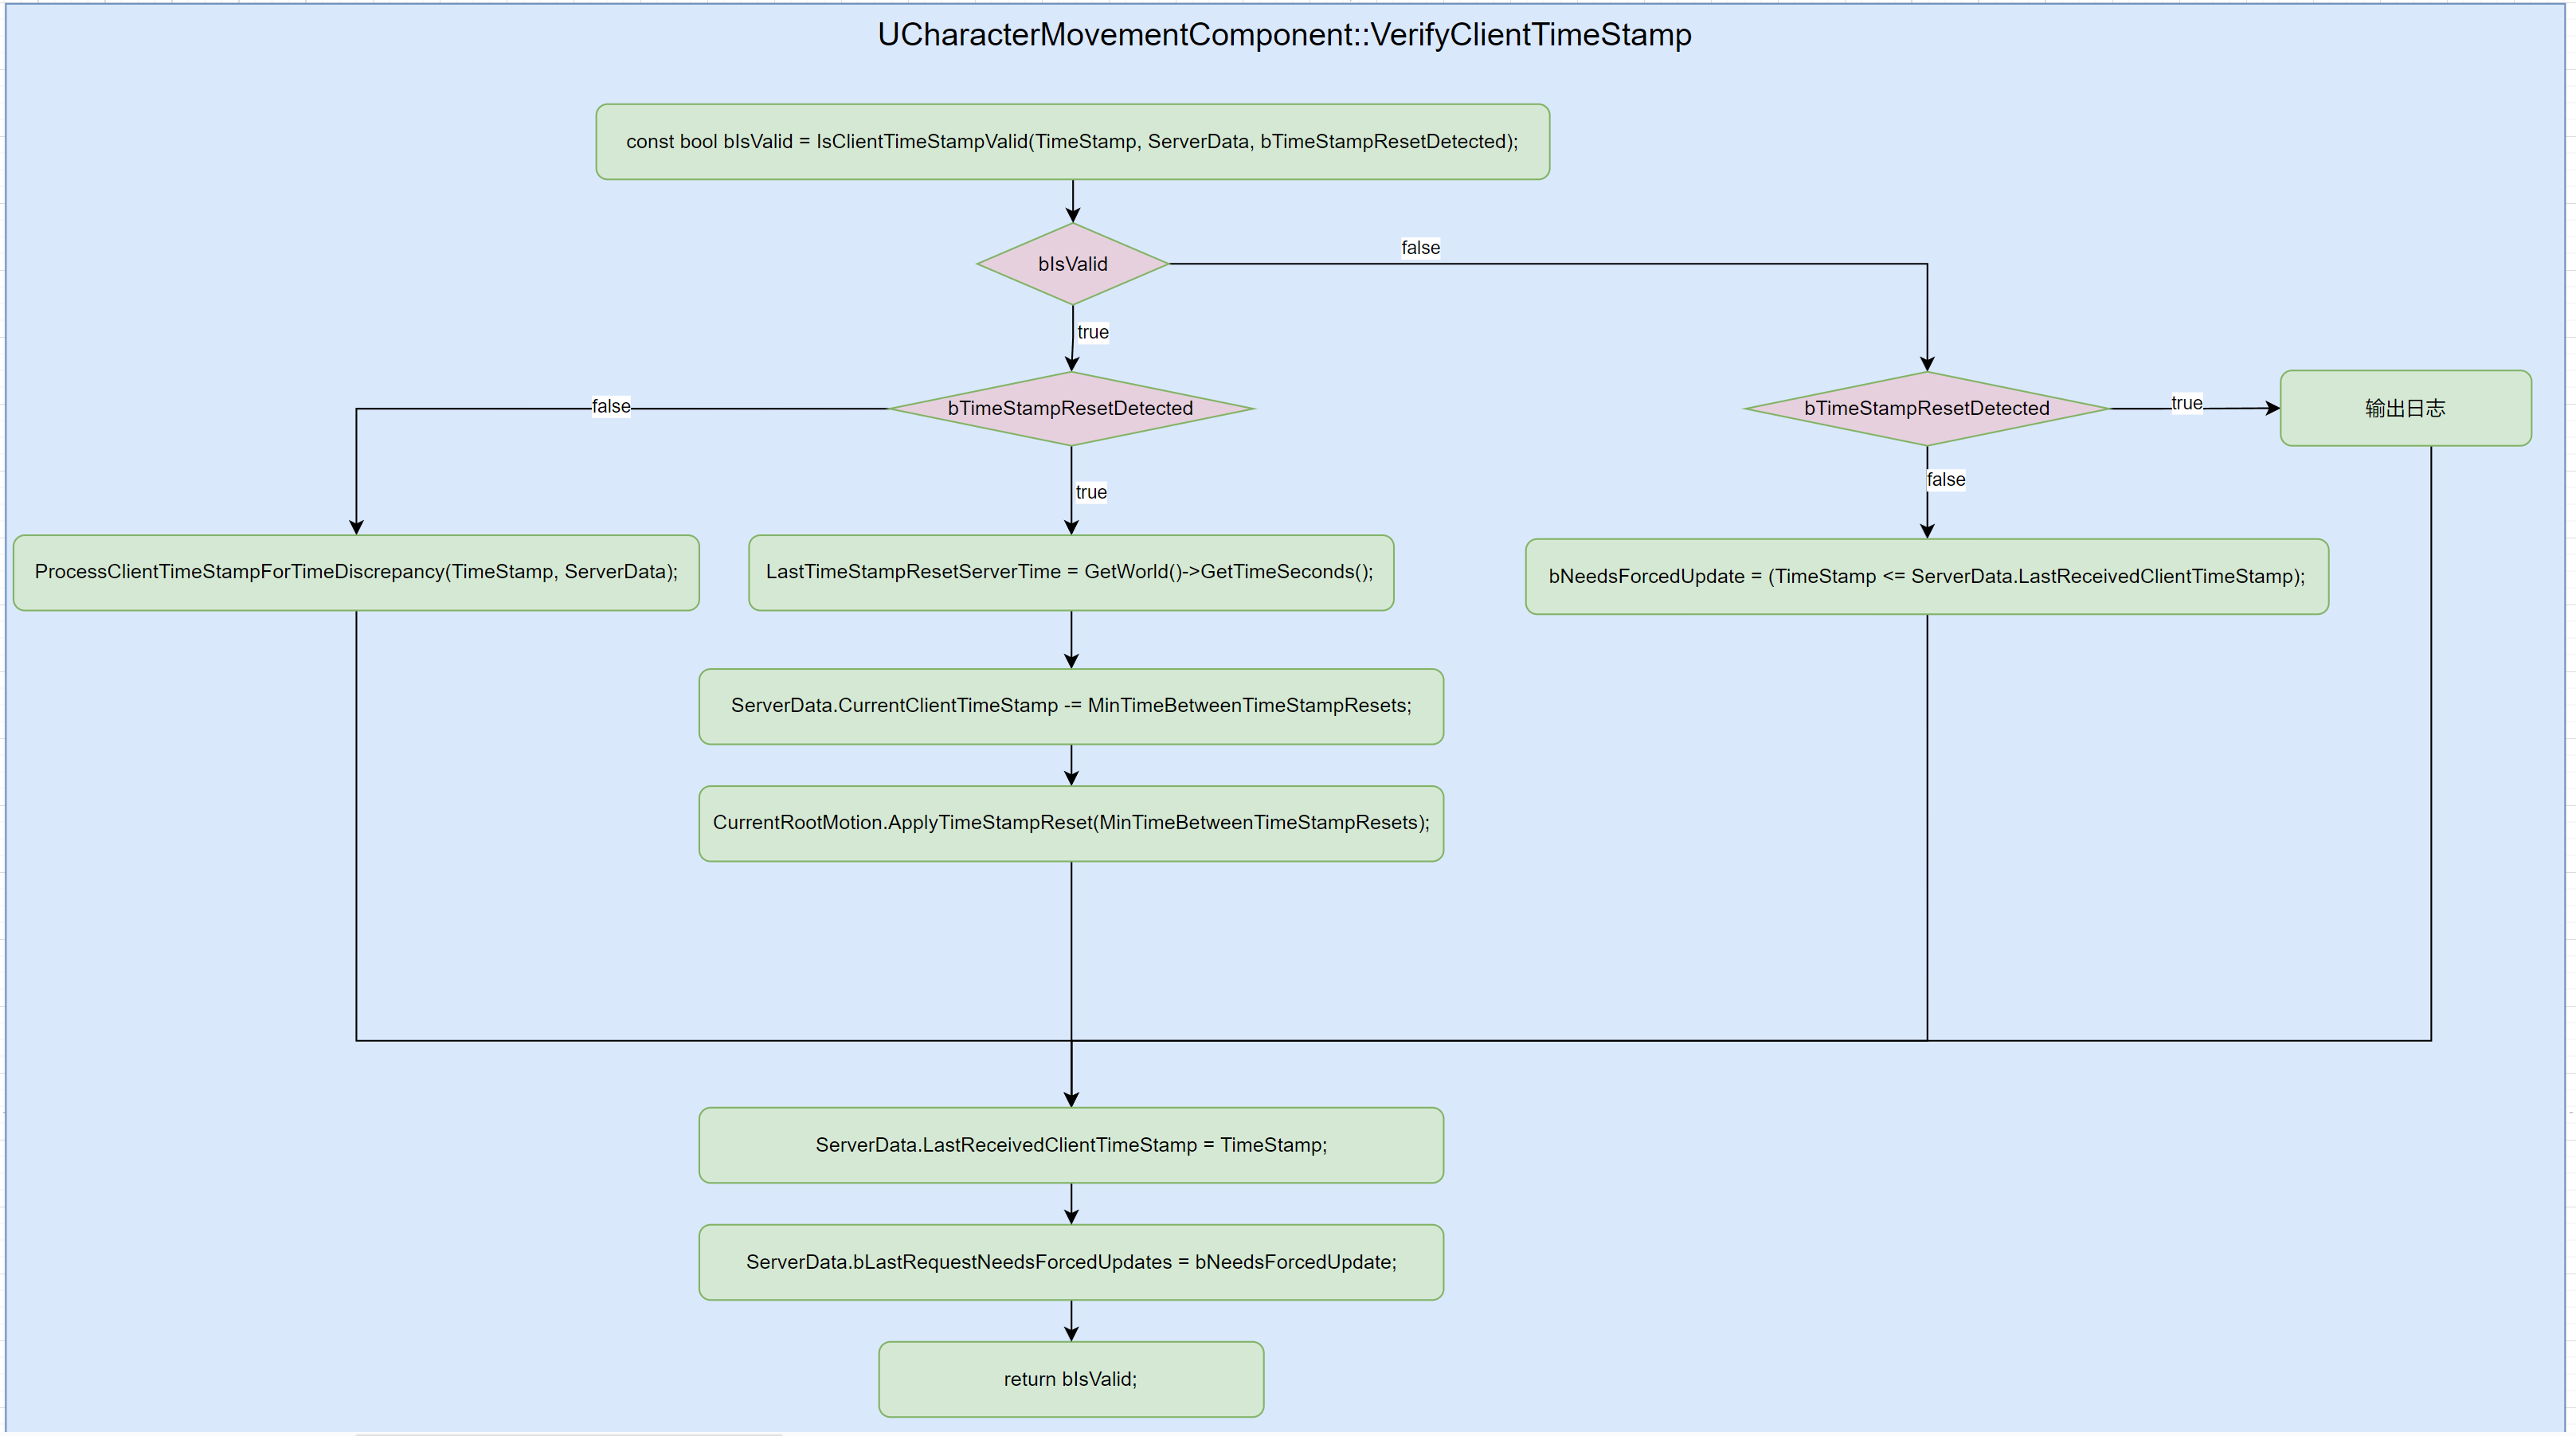 UCharacterMovementComponent::VerifyClientTimeStamp
const bool bIsValid = IsClientTimeStampValid(TimeStamp, ServerData, bTimeStampResetDetected);
bIsValid
false
true
bTimeStampResetDetected
false
true
bTimeStampResetDetected
true
输出日志
false
ProcessClientTimeStampForTimeDiscrepancy(TimeStamp, ServerData);
LastTimeStampResetServerTime = GetWorld()->GetTimeSeconds();
bNeedsForcedUpdate = (TimeStamp <= ServerData.LastReceivedClientTimeStamp);
ServerData.CurrentClientTimeStamp -= MinTimeBetweenTimeStampResets;
CurrentRootMotion.ApplyTimeStampReset(MinTimeBetweenTimeStampResets);
ServerData.LastReceivedClientTimeStamp = TimeStamp;
ServerData.bLastRequestNeedsForcedUpdates = bNeedsForcedUpdate;
return bIsValid;